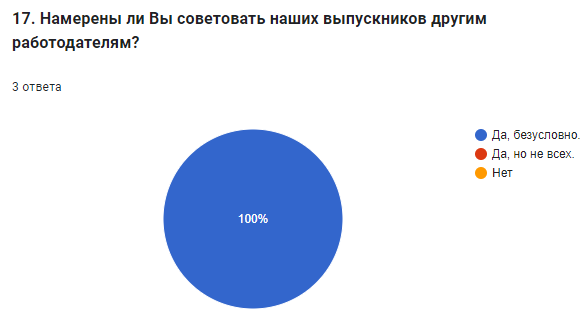 17. Намерены ли Вы советовать наших выпускников другим
работодателям?
3 ответа
Да, безусловно.
Да, но не всех.
Нет
100%